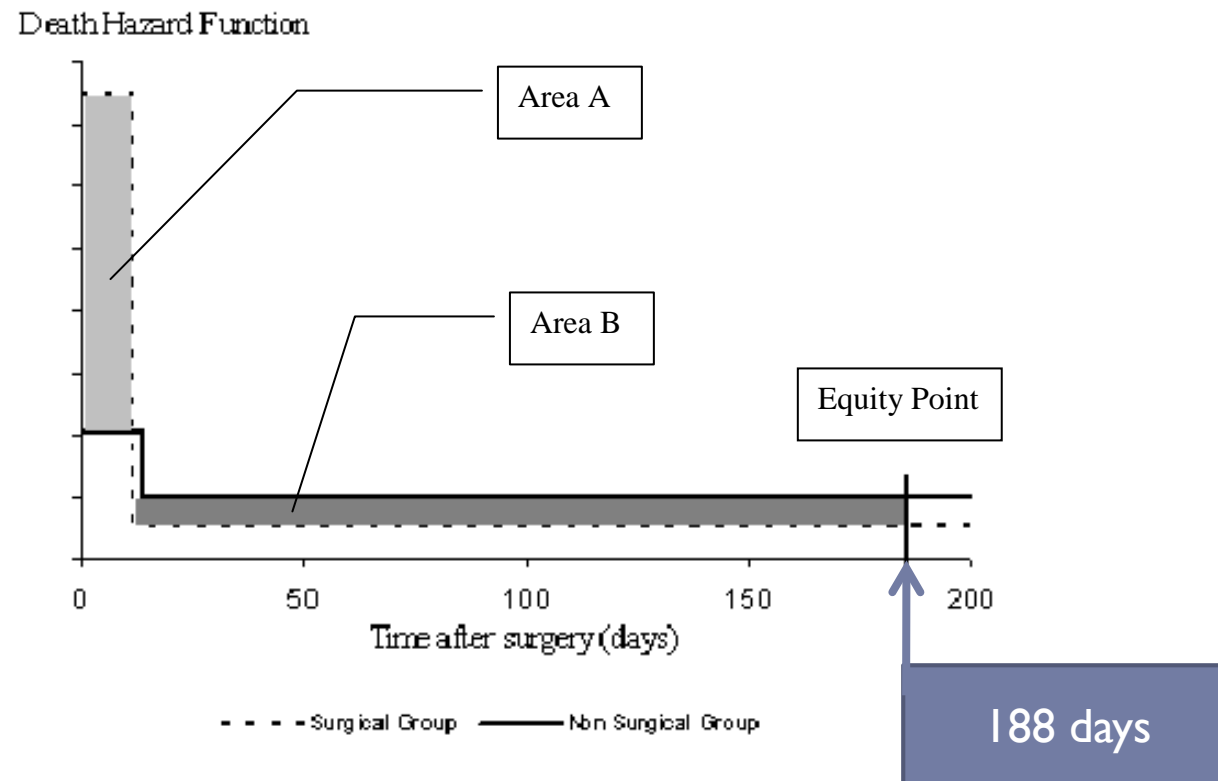 Death Hazard Function
Area A
Area B
Equity Point
0 50 100 150 200
Time after surgery (days)
Surgical Group Non Surgical Group
188 days